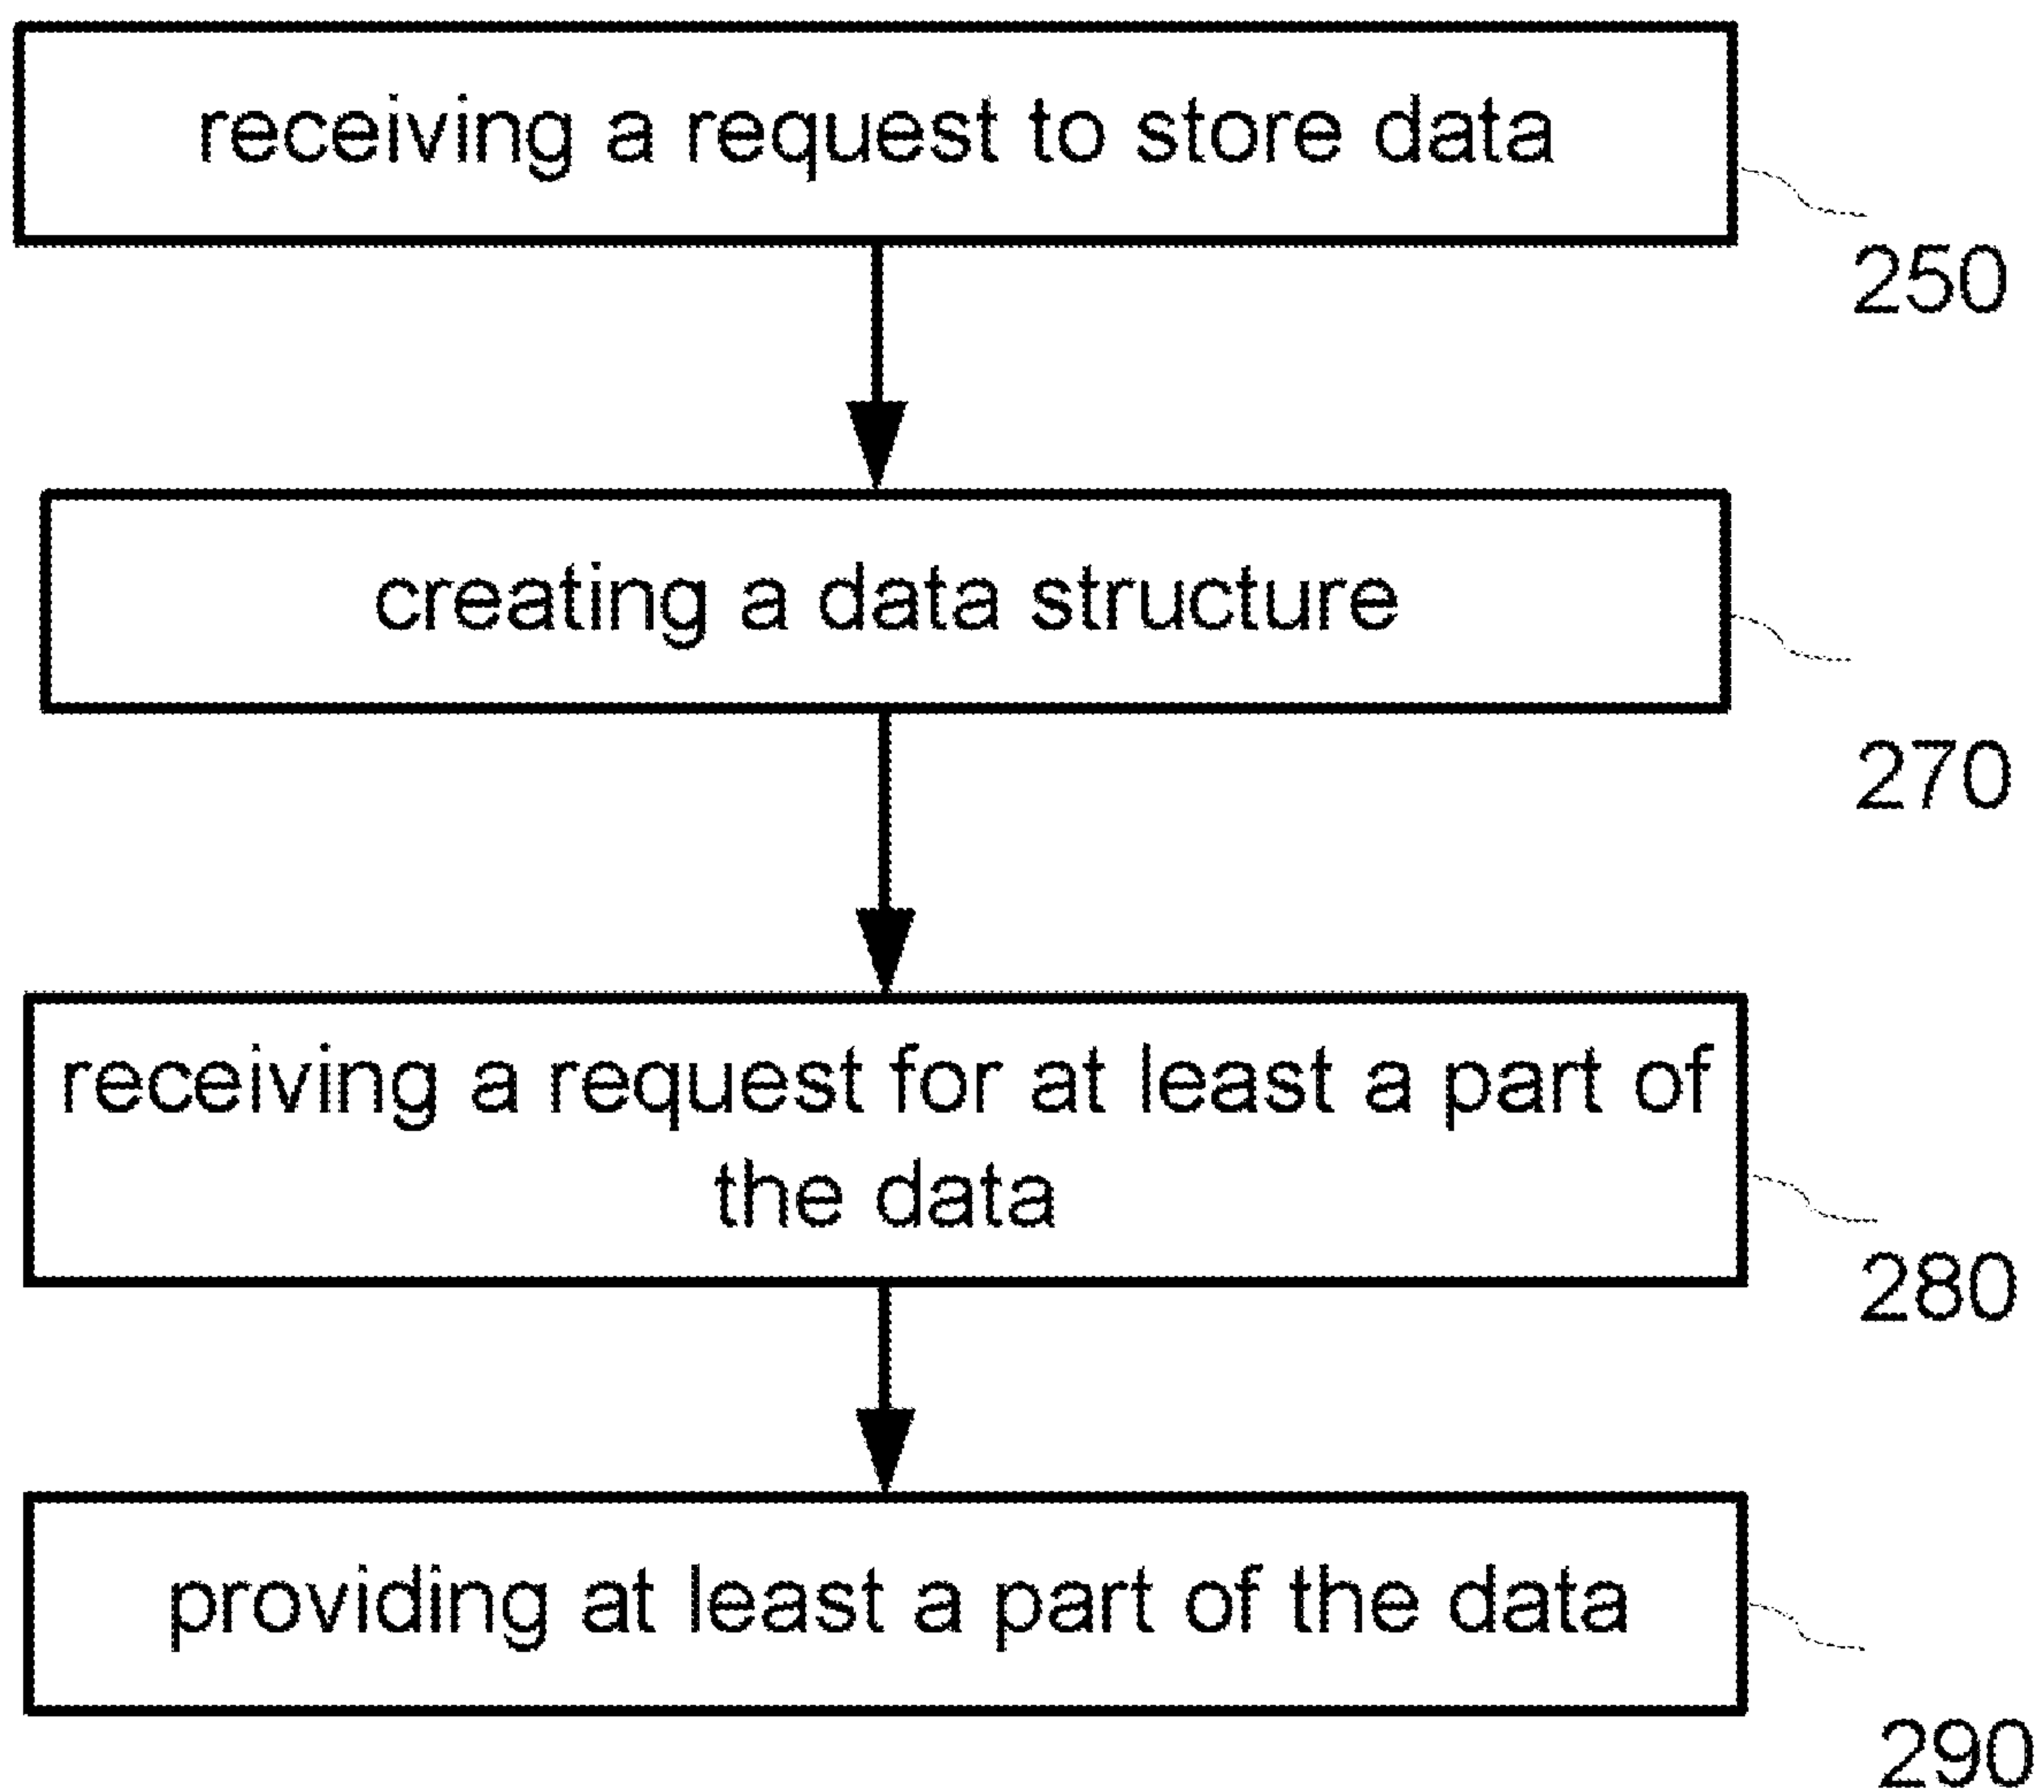 receiving a request to store data
250
creating a data structure
270
receiving a request for at least a part of
the data
280
providing at least a part of the data
290